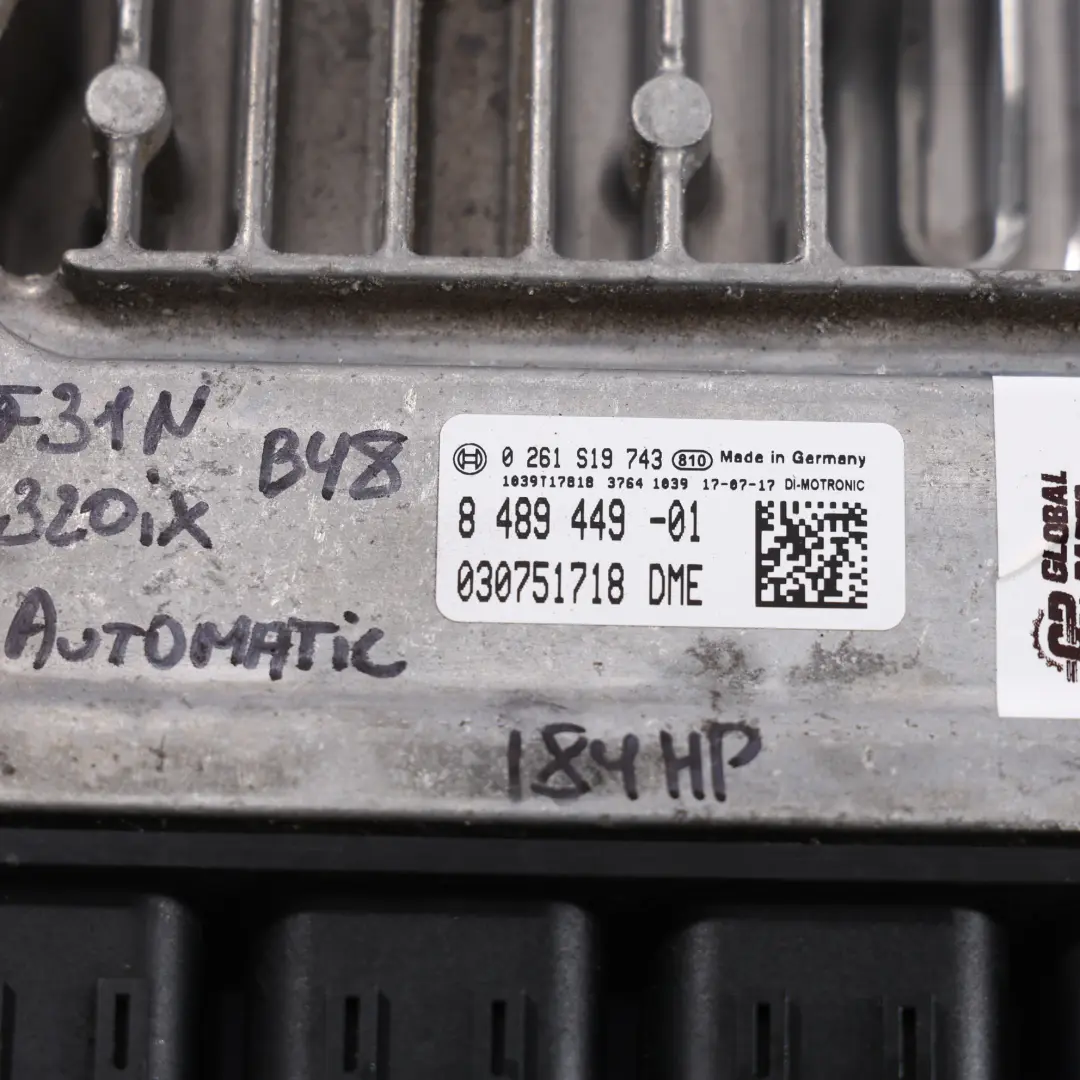 F31N
B48
320iX
AUTOMATIC
0 261 S19 743 810 Made in Germany
1039T17818 3764 1039 17-07-17 DI-MOTRONIC
8 489 449 -01
030751718 DME
184HP
GLOBAL